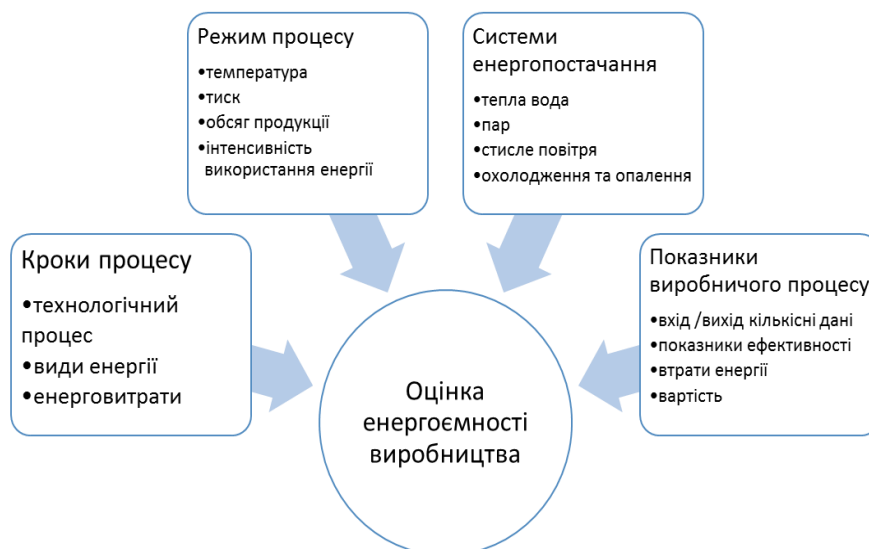 Режим процесу
•температура
•тиск
•обсяг продукції
•інтенсивність
використання енергії
Системи
енергопостачання
•тепла вода
•пар
•стисле повітря
•охолодження та опалення
Кроки процесу
•технологічний
процес
•види енергії
•енерговитрати
Показники
виробничого процесу
•вхід /вихід кількісні дані
•показники ефективності
•втрати енергії
•вартість
Оцінка
енергоємності
виробництва